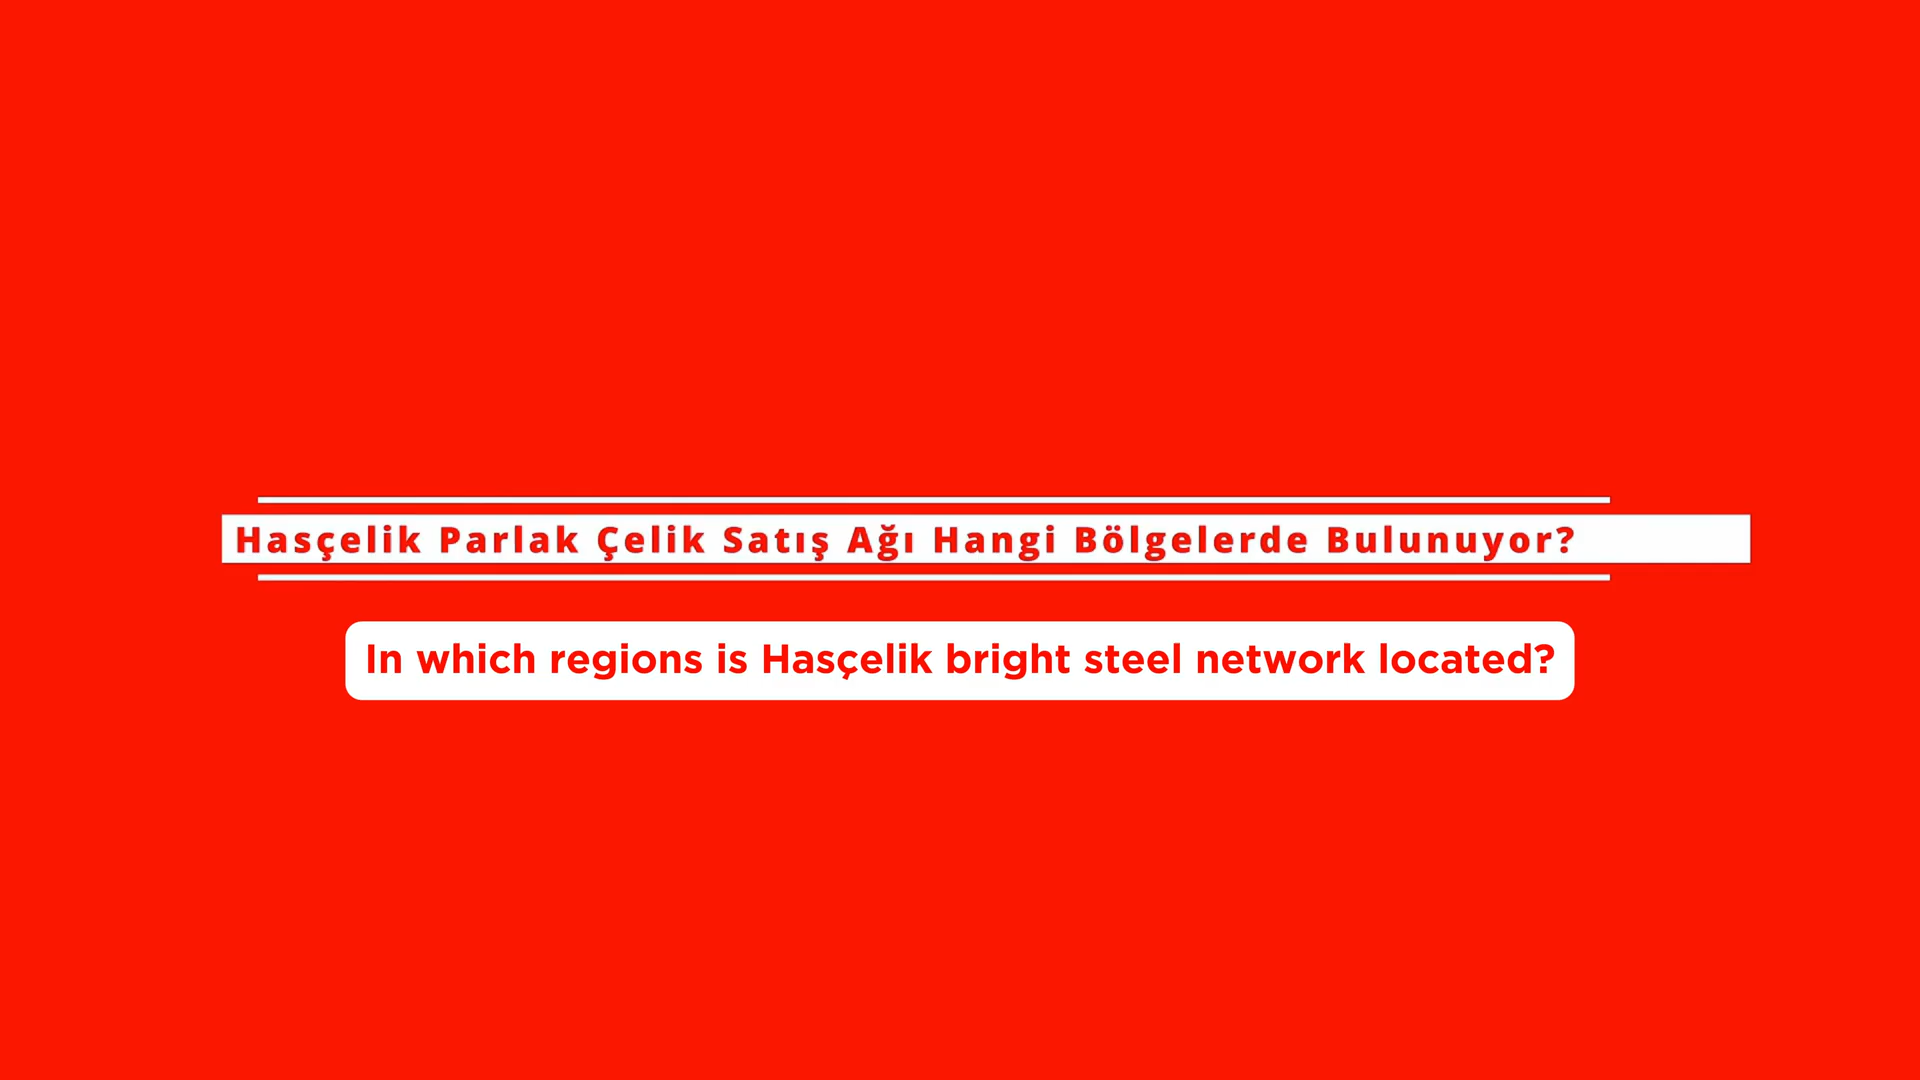 Hasçelik Parlak Çelik Satış Ağı Hangi Bölgelerde Bulunuyor?
In which regions is Hasçelik bright steel network located?